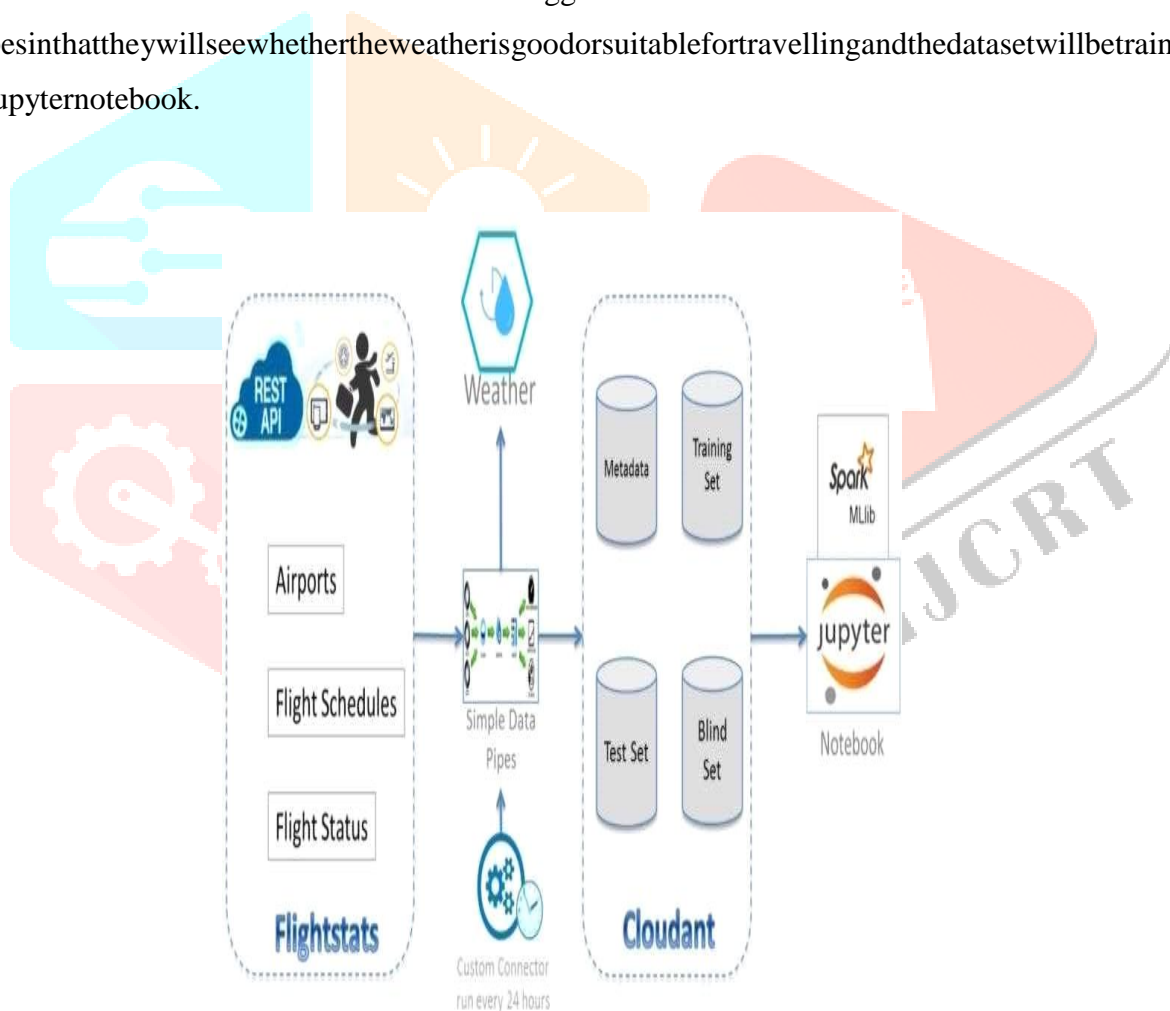 gg
esinthattheywillseewhethertheweatherisgoodorsuitablefortravellingandthedatasetwillbetrain
upyternotebook.
REST
API
Airports
Flight Schedules
Flight Status
Flightstats
Weather
Simple Data
Pipes
Custom Connector
run every 24 hours
Metadata
Training
Set
Test Set
Blind
Set
Cloudant
Spark
MLlib
Jupyter
Notebook
IJCRT